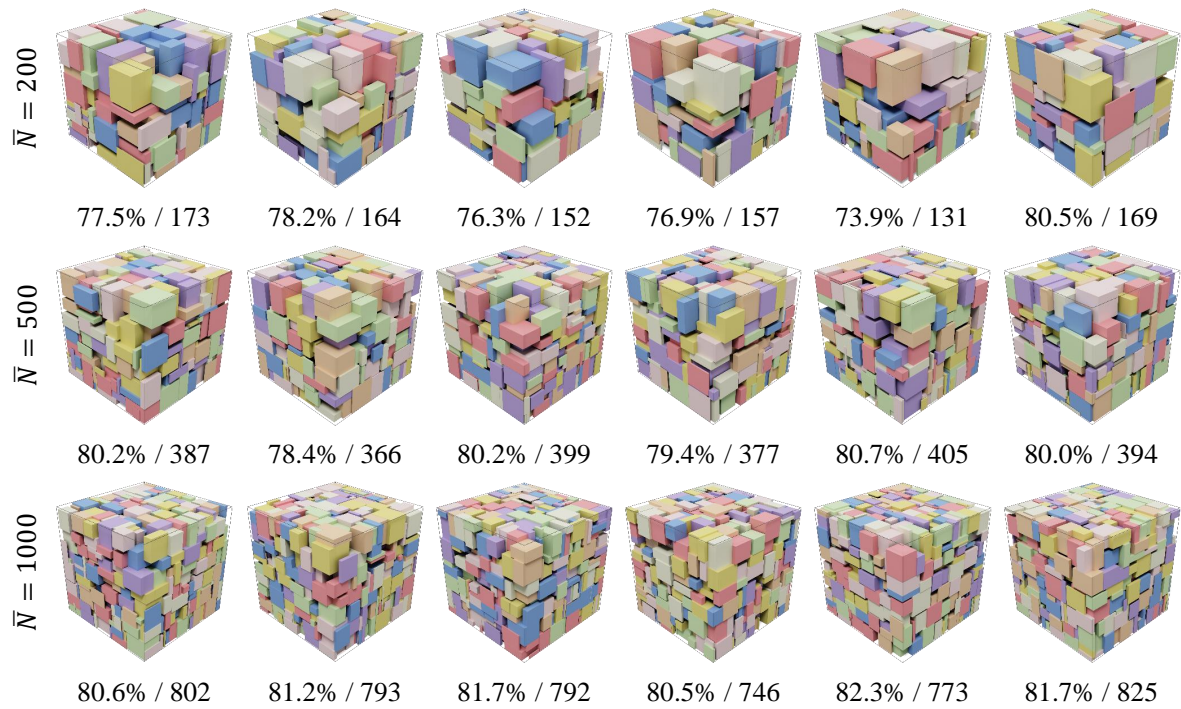 N̅ = 200
77.5% / 173 78.2% / 164 76.3% / 152 76.9% / 157 73.9% / 131 80.5% / 169
N̅ = 500
80.2% / 387 78.4% / 366 80.2% / 399 79.4% / 377 80.7% / 405 80.0% / 394
N̅ = 1000
80.6% / 802 81.2% / 793 81.7% / 792 80.5% / 746 82.3% / 773 81.7% / 825